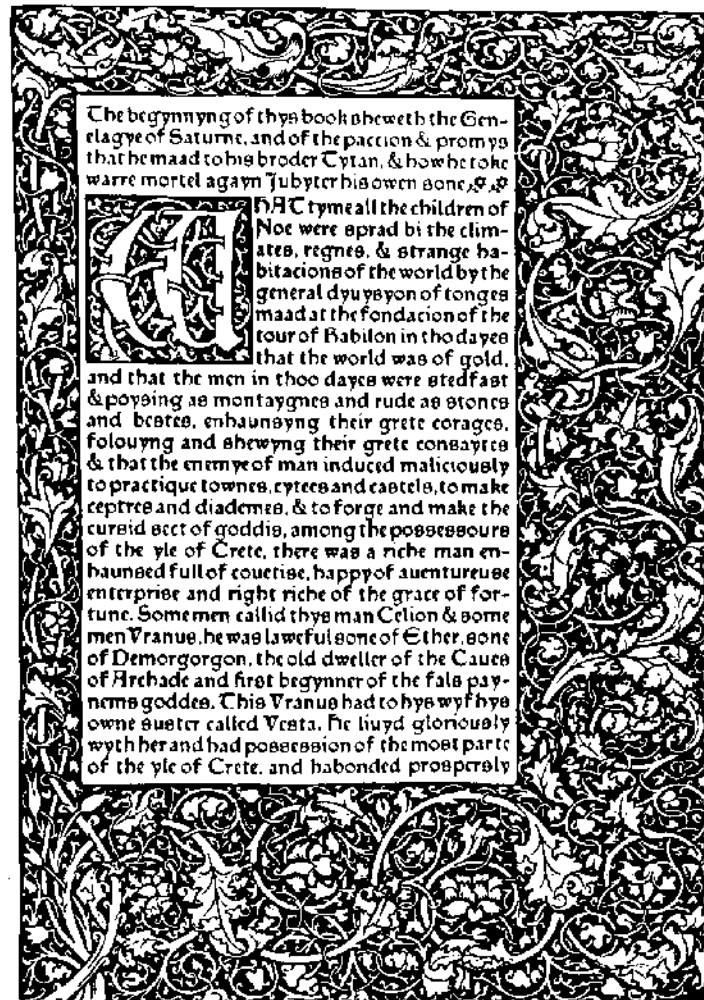 The begynnyng of thys book sheweth the Gen-
elagye of Saturne, and of the paccion & promys
that he maad to his broder Tytan, & how he toke
warre mortel agayn Jubyter his owen sone
WHAT tyme all the children of
Noe were sprad bi the clim-
ates, regnes, & strange ha-
bitacions of the world by the
general dyuysyon of tonges
maad at the fondacion of the
tour of Babilon in tho dayes
that the world was of gold,
and that the men in thoo dayes were stedfast
& poysing as montaygnes and rude as stones
and bestes, enhaunsyng their grete corages,
folouyng and shewyng their grete consaytes
& that the enemye of man induced maliciously
to practique townes, cytees and castels, to make
ceptres and diademes, & to forge and make the
cursid sect of goddis, among the possessours
of the yle of Crete, there was a riche man en-
haunsed full of couetise, happy of auentureuse
enterprise and right riche of the grace of for-
tune. Some men callid thys man Celion & some
men Vranus, he was laweful sone of Ether, sone
of Demorgorgon, the old dweller of the Caues
of Archade and first begynner of the fals pay-
nems goddes. This Vranus had to hys wyf hys
owne suster called Vesta. He liuyd gloriously
wyth her and had possession of the most parte
of the yle of Crete, and habonded prosperly